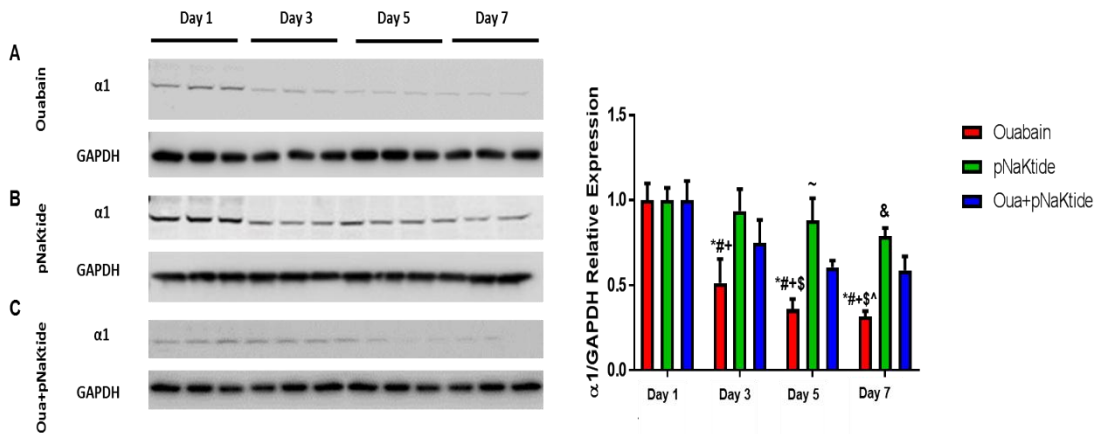 Day 1 Day 3 Day 5 Day 7
A
Ouabain
α1
GAPDH
B
pNaKtide
α1
GAPDH
C
Oua+pNaKtide
α1
GAPDH
α1/GAPDH Relative Expression
1.5
1.0
0.5
0.0
*#+
~
*#+$
&
*#+$^
Day 1 Day 3 Day 5 Day 7
Ouabain
pNaKtide
Oua+pNaKtide